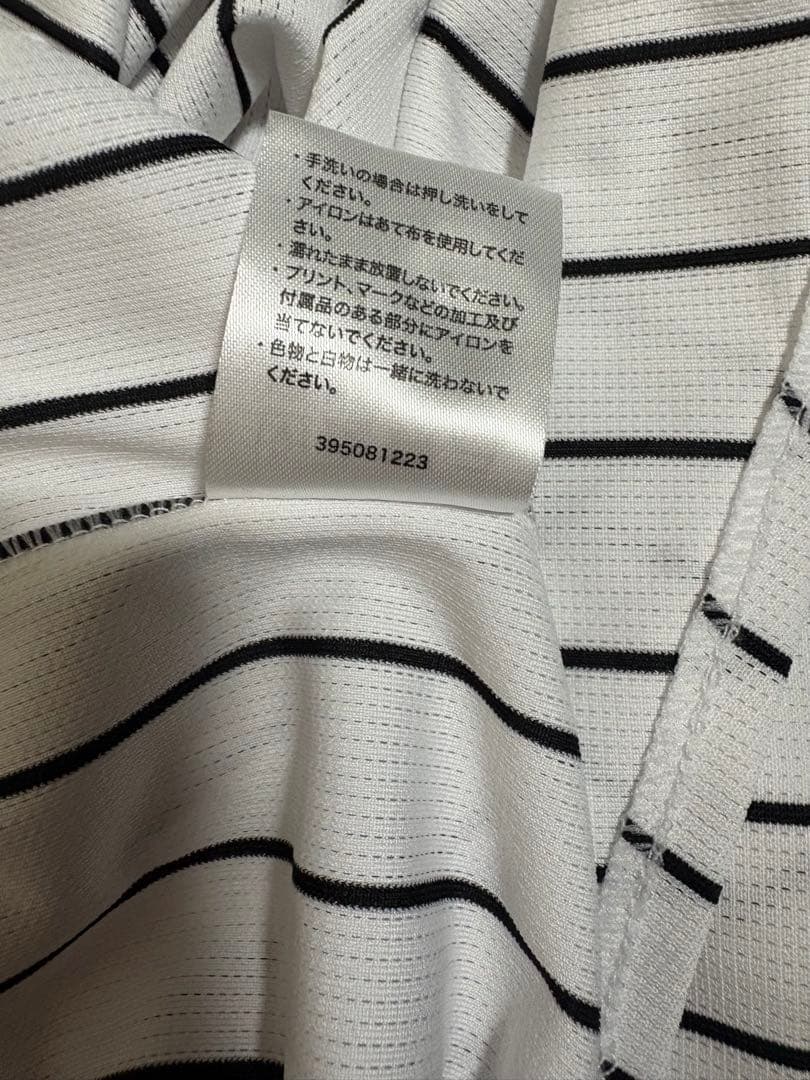 ・手洗いの場合は押し洗いをして
ください。
・アイロンはあて布を使用してくだ
さい。
・濡れたまま放置しないでください。
・プリント、マークなどの加工及び
付属品のある部分にアイロンを
当てないでください。
・色物と白物は一緒に洗わないで
ください。
395081223